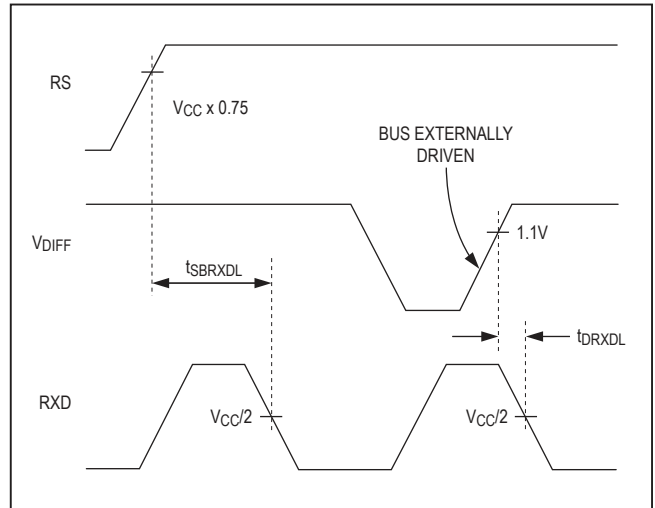 RS
VCC x 0.75
BUS EXTERNALLY
DRIVEN
VDIFF
1.1V
tSBRXDL
tDRXDL
RXD
VCC/2
VCC/2